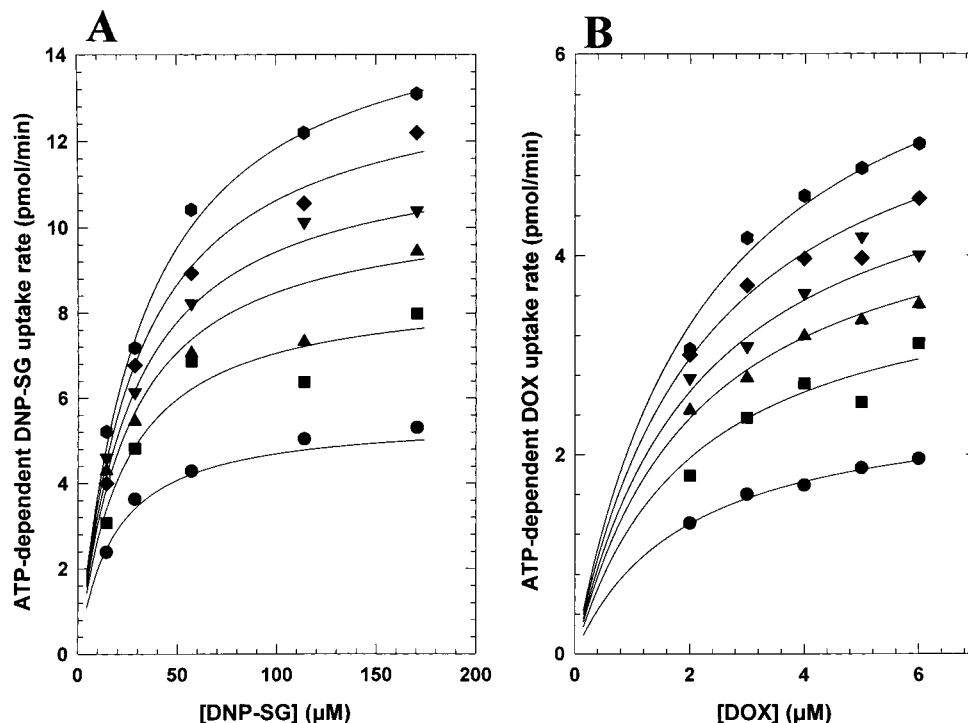 A
ATP-dependent DNP-SG uptake rate (pmol/min)
14
12
10
8
6
4
2
0
0 50 100 150 200
[DNP-SG] (µM)
B
ATP-dependent DOX uptake rate (pmol/min)
6
4
2
0
0 2 4 6
[DOX] (µM)